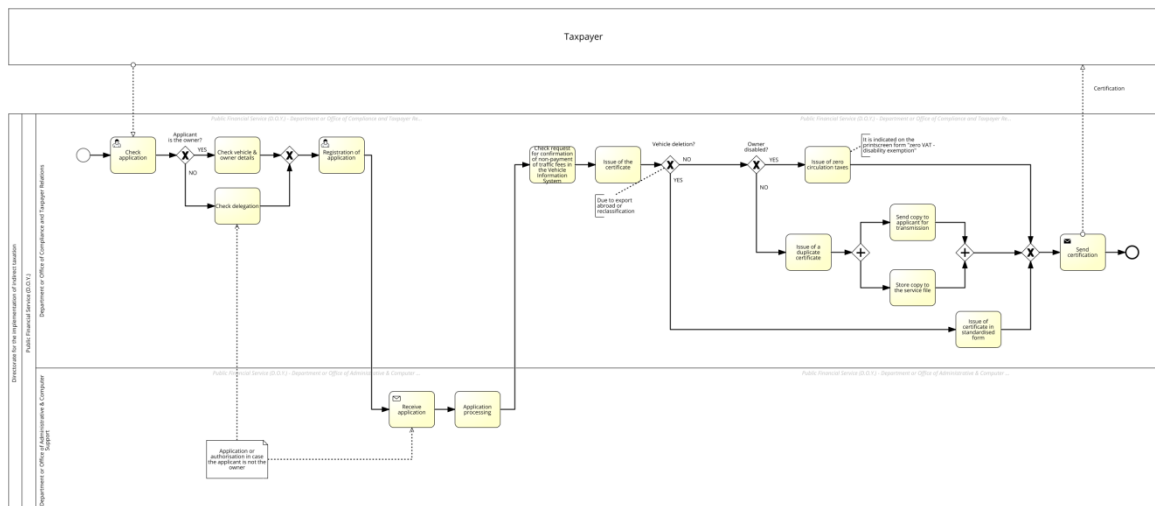 Taxpayer
Certification
Directorate for the implementation of indirect taxation
Public Financial Service (D.O.Y.)
Department or Office of Compliance and Taxpayer Relations
Public Financial Service (D.O.Y.) - Department or Office of Compliance and Taxpayer Re...
Public Financial Service (D.O.Y.) - Department or Office of Compliance and Taxpayer Re...
Check
application
Applicant
is the owner?
YES
NO
Check vehicle &
owner details
Check delegation
Registration of
application
Check request
for confirmation
of non-payment
of traffic fees in
the Vehicle
Information
System
Issue of the
certificate
Due to export
abroad or
reclassification
Vehicle deletion?
NO
YES
Owner
disabled?
YES
NO
Issue of zero
circulation taxes
It is indicated on the
printscreen form "zero VAT -
disability exemption"
Issue of a
duplicate
certificate
Send copy to
applicant for
transmission
Store copy to
the service file
Issue of
certificate in
standardised
form
Send
certification
Department or Office of Administrative & Computer
Support
Public Financial Service (D.O.Y.) - Department or Office of Administrative & Computer ...
Public Financial Service (D.O.Y.) - Department or Office of Administrative & Computer ...
Receive
application
Application
processing
Application or
authorisation in case
the applicant is not the
owner